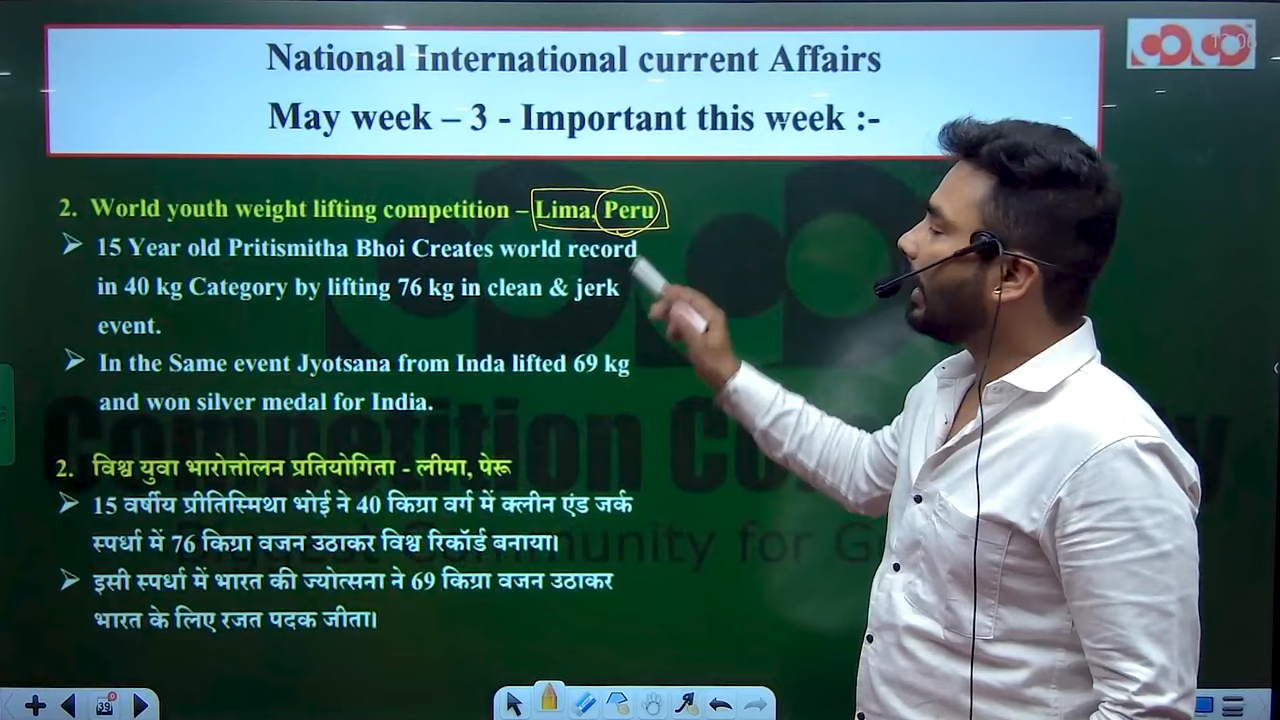 National International current Affairs
May week – 3 - Important this week :-
2. World youth weight lifting competition – Lima, Peru
➢ 15 Year old Pritismitha Bhoi Creates world record
in 40 kg Category by lifting 76 kg in clean & jerk
event.
➢ In the Same event Jyotsana from Inda lifted 69 kg
and won silver medal for India.
2. विश्व युवा भारोत्तोलन प्रतियोगिता - लीमा, पेरू
➢ 15 वर्षीय प्रीतिस्मिथा भोई ने 40 किग्रा वर्ग में क्लीन एंड जर्क
स्पर्धा में 76 किग्रा वजन उठाकर विश्व रिकॉर्ड बनाया।
➢ इसी स्पर्धा में भारत की ज्योत्सना ने 69 किग्रा वजन उठाकर
भारत के लिए रजत पदक जीता।
39